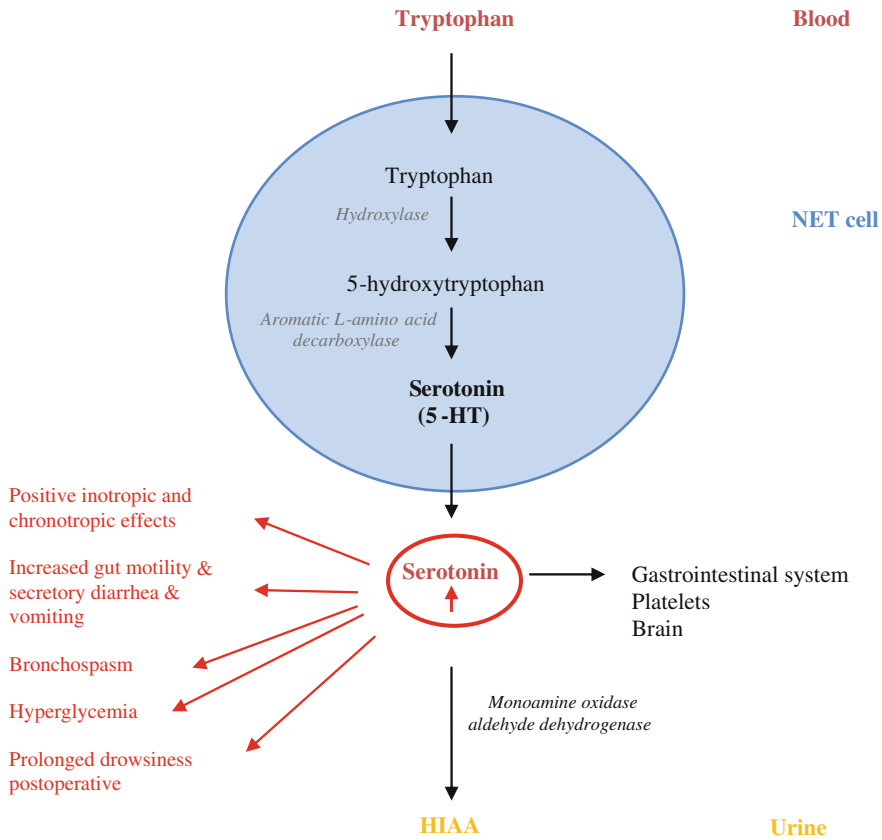 Tryptophan
Blood
Tryptophan
Hydroxylase
NET cell
5-hydroxytryptophan
Aromatic L-amino acid
decarboxylase
Serotonin
(5-HT)
Positive inotropic and
chronotropic effects
Increased gut motility &
secretory diarrhea &
vomiting
Bronchospasm
Hyperglycemia
Prolonged drowsiness
postoperative
Serotonin
Gastrointestinal system
Platelets
Brain
Monoamine oxidase
aldehyde dehydrogenase
HIAA
Urine